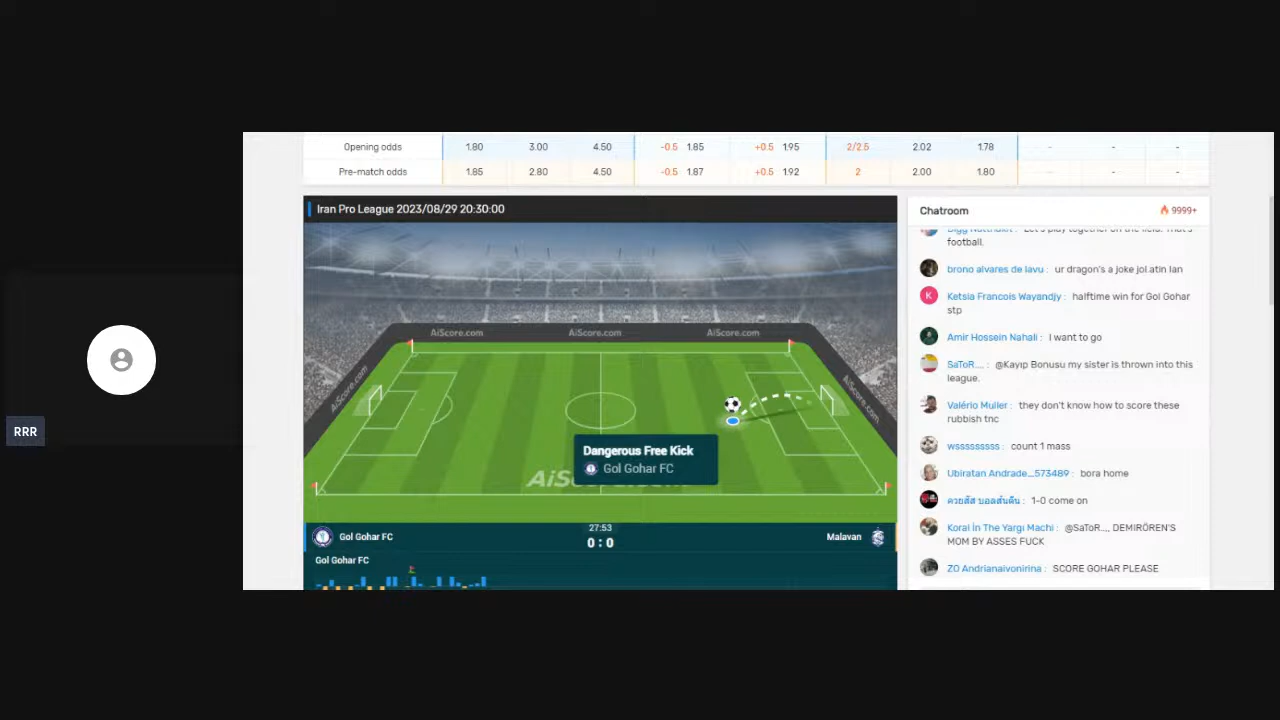 Opening odds 1.80 3.00 4.50 -0.5 1.85 +0.5 1.95 2/2.5 2.02 1.78 - - -
Pre-match odds 1.85 2.80 4.50 -0.5 1.87 +0.5 1.92 2 2.00 1.80 - - -
Iran Pro League 2023/08/29 20:30:00
AiScore.com AiScore.com AiScore.com
AiScore.com
AiScore.com
Dangerous Free Kick
Gol Gohar FC
27:53
Gol Gohar FC 0 : 0 Malavan
Gol Gohar FC
Chatroom 9999+
football.
brono alvares de lavu : ur dragon's a joke jol.atin lan
K Ketsia Francois Wayandjy : halftime win for Gol Gohar
stp
Amir Hossein Nahali : I want to go
SaToR.,,, : @Kayıp Bonusu my sister is thrown into this
league.
Valério Muller : they don't know how to score these
rubbish tnc
wsssssssss : count 1 mass
Ubiratan Andrade_573489 : bora home
1-0 come on
Koral İn The Yargı Machi : @SaToR.,,, DEMIRÖREN'S
MOM BY ASSES FUCK
ZO Andrianaivonirina : SCORE GOHAR PLEASE
RRR